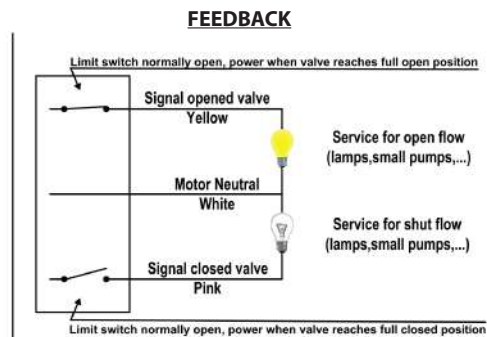 FEEDBACK
Limit switch normally open, power when valve reaches full open position
Signal opened valve
Yellow
Service for open flow
(lamps,small pumps,...)
Motor Neutral
White
Service for shut flow
(lamps,small pumps,...)
Signal closed valve
Pink
Limit switch normally open, power when valve reaches full closed position